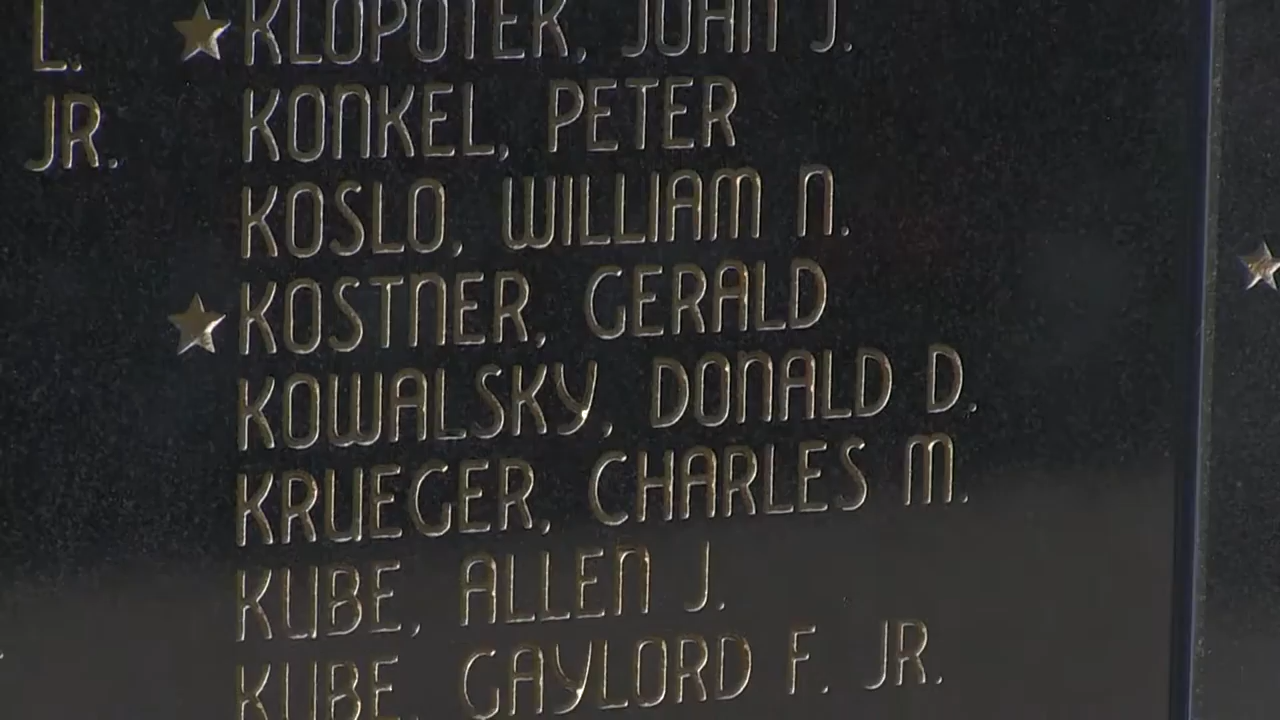 L.
JR.
KLOPOTEK, JOHN J.
KONKEL, PETER
KOSLO, WILLIAM N.
KOSTNER, GERALD
KOWALSKY, DONALD D.
KRUEGER, CHARLES M.
KUBE, ALLEN J.
KUBE, GAYLORD F. JR.